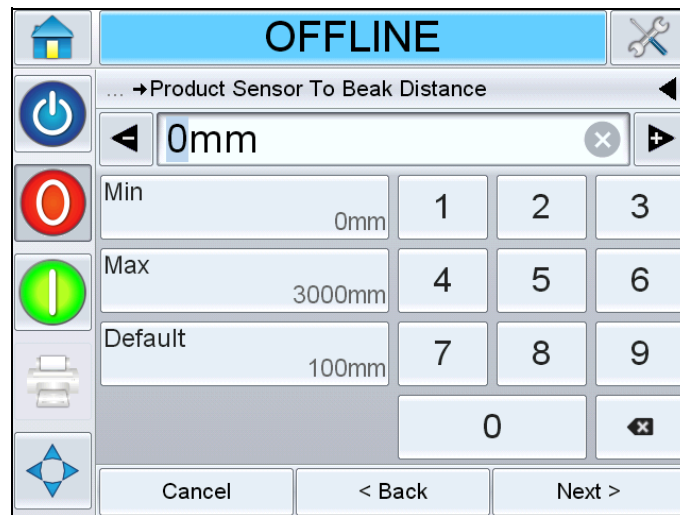 OFFLINE
... →Product Sensor To Beak Distance
0mm
Min
0mm
1 2 3
Max
3000mm
4 5 6
Default
100mm
7 8 9
0
Cancel < Back Next >